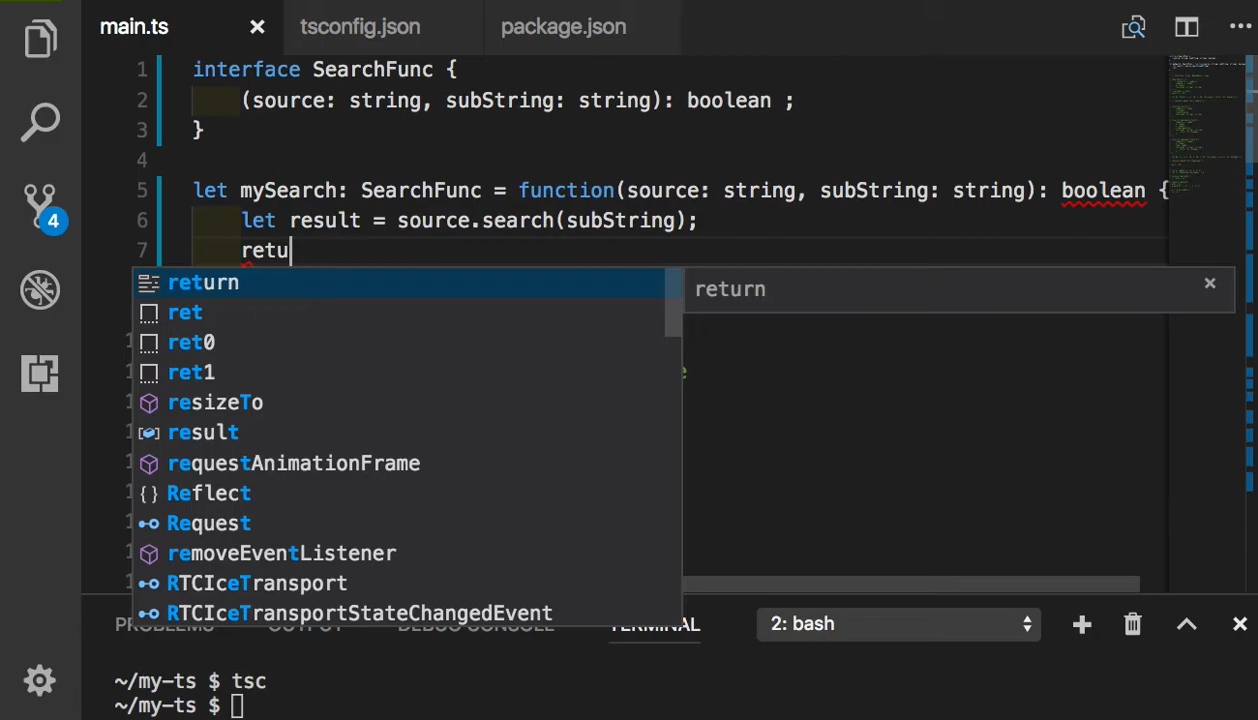 main.ts × tsconfig.json package.json
1 interface SearchFunc {
2 (source: string, subString: string): boolean ;
3 }
4
5 let mySearch: SearchFunc = function(source: string, subString: string): boolean {
6 let result = source.search(subString);
7 retu
return
return
ret
ret0
ret1
resizeTo
result
requestAnimationFrame
Reflect
Request
removeEventListener
RTCIceTransport
RTCIceTransportStateChangedEvent
4
TERMINAL 2: bash
~/my-ts $ tsc
~/my-ts $